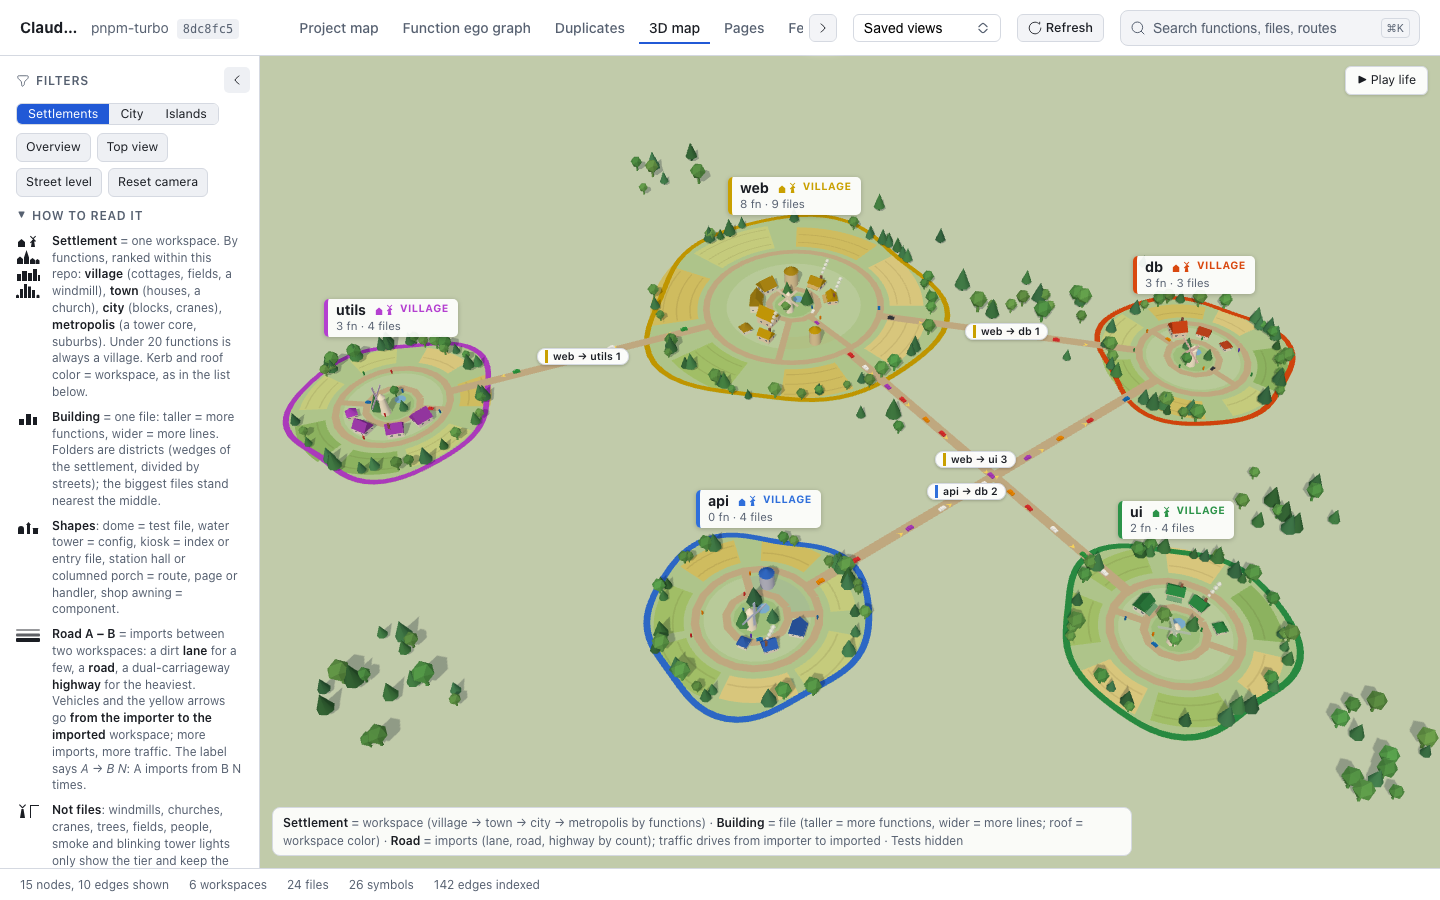 Claud... pnpm-turbo 8dc8fc5 Project map Function ego graph Duplicates 3D map Pages Fe Saved views Refresh Search functions, files, routes ⌘K
FILTERS
Settlements City Islands
Overview Top view
Street level Reset camera
▼ HOW TO READ IT
Settlement = one workspace. By
functions, ranked within this
repo: village (cottages, fields, a
windmill), town (houses, a
church), city (blocks, cranes),
metropolis (a tower core,
suburbs). Under 20 functions is
always a village. Kerb and roof
color = workspace, as in the list
below.
Building = one file: taller = more
functions, wider = more lines.
Folders are districts (wedges of
the settlement, divided by
streets); the biggest files stand
nearest the middle.
Shapes: dome = test file, water
tower = config, kiosk = index or
entry file, station hall or
columned porch = route, page or
handler, shop awning =
component.
Road A – B = imports between
two workspaces: a dirt lane for a
few, a road, a dual-carriageway
highway for the heaviest.
Vehicles and the yellow arrows
go from the importer to the
imported workspace; more
imports, more traffic. The label
says A → B N: A imports from B N
times.
Not files: windmills, churches,
cranes, trees, fields, people,
smoke and blinking tower lights
only show the tier and keep the
▶ Play life
web VILLAGE
8 fn · 9 files
db VILLAGE
3 fn · 3 files
utils VILLAGE
3 fn · 4 files
web → db 1
web → utils 1
web → ui 3
api → db 2
api VILLAGE
0 fn · 4 files
ui VILLAGE
2 fn · 4 files
Settlement = workspace (village → town → city → metropolis by functions) · Building = file (taller = more functions, wider = more lines; roof =
workspace color) · Road = imports (lane, road, highway by count); traffic drives from importer to imported · Tests hidden
15 nodes, 10 edges shown 6 workspaces 24 files 26 symbols 142 edges indexed